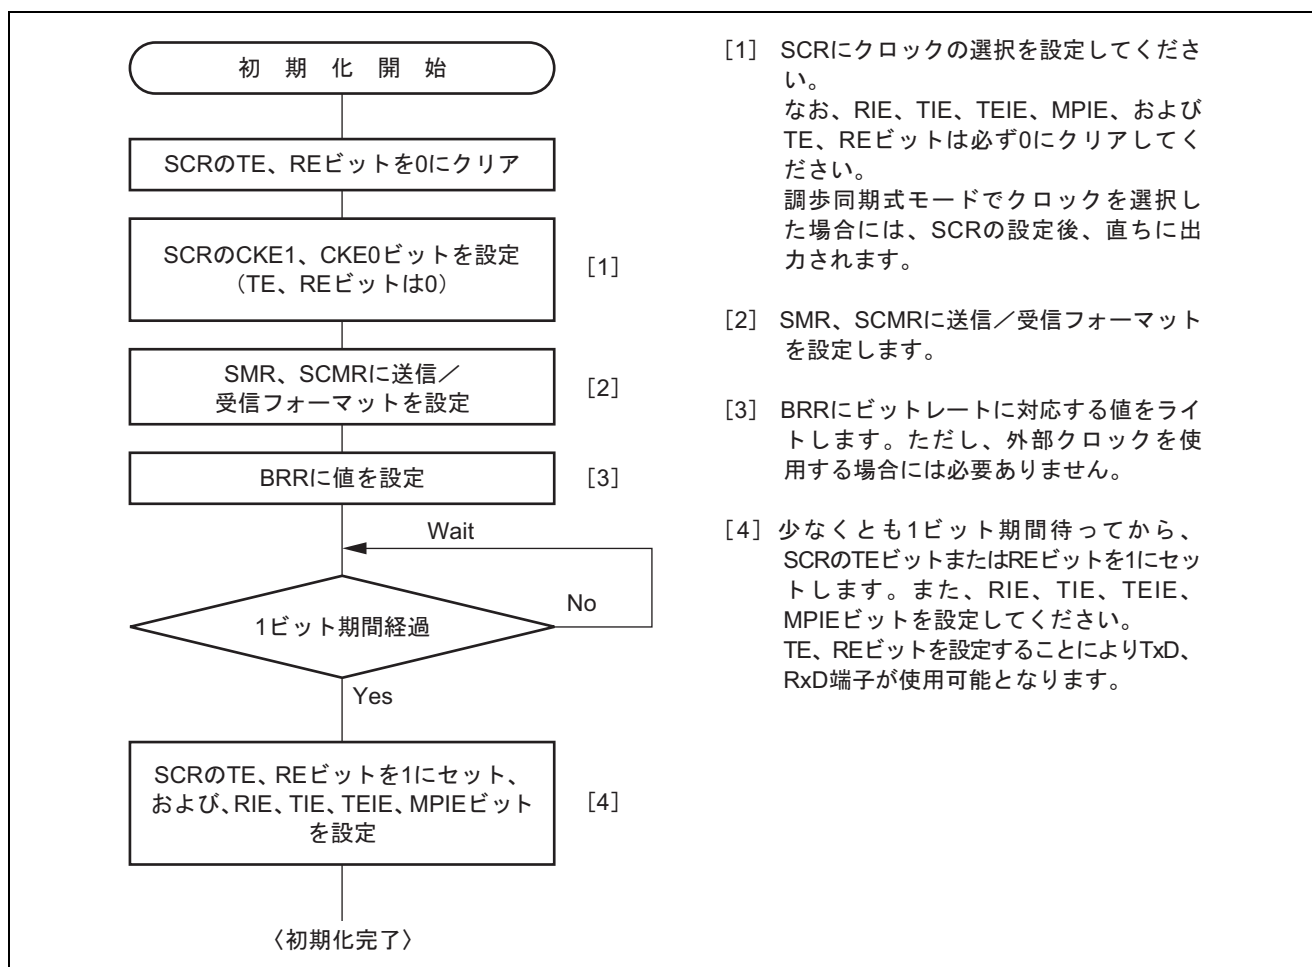 初期化開始
SCRのTE、REビットを0にクリア
SCRのCKE1、CKE0ビットを設定
(TE、REビットは0)
[1]
SMR、SCMRに送信/
受信フォーマットを設定
[2]
BRRに値を設定
[3]
Wait
1ビット期間経過
No
Yes
SCRのTE、REビットを1にセット、
および、RIE、TIE、TEIE、MPIEビット
を設定
[4]
〈初期化完了〉
[1] SCRにクロックの選択を設定してくださ
い。
なお、RIE、TIE、TEIE、MPIE、および
TE、REビットは必ず0にクリアしてく
ださい。
調歩同期式モードでクロックを選択し
た場合には、SCRの設定後、直ちに出
力されます。
[2] SMR、SCMRに送信/受信フォーマット
を設定します。
[3] BRRにビットレートに対応する値をライ
トします。ただし、外部クロックを使
用する場合には必要ありません。
[4] 少なくとも1ビット期間待ってから、
SCRのTEビットまたはREビットを1にセッ
トします。また、RIE、TIE、TEIE、
MPIEビットを設定してください。
TE、REビットを設定することによりTxD、
RxD端子が使用可能となります。